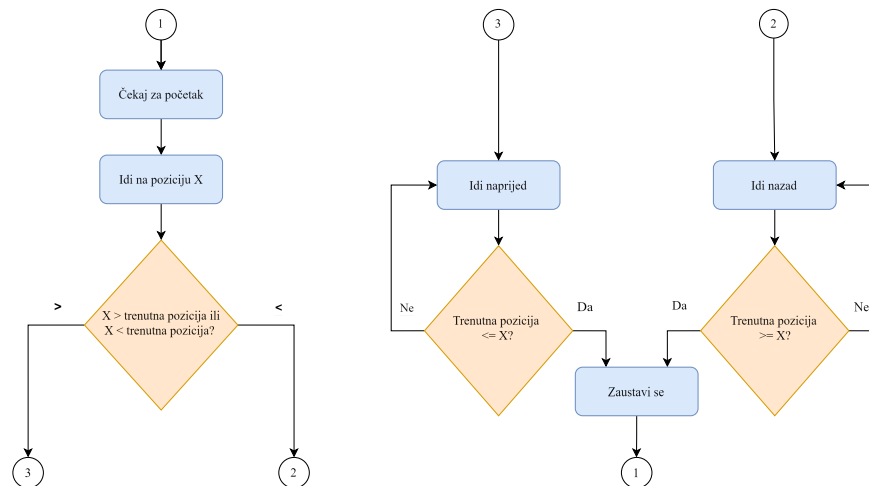 1
Čekaj za početak
Idi na poziciju X
X > trenutna pozicija ili
X < trenutna pozicija?
>
<
3
2
3
Idi naprijed
Trenutna pozicija
<= X?
Ne
Da
2
Idi nazad
Trenutna pozicija
>= X?
Da
Ne
Zaustavi se
1